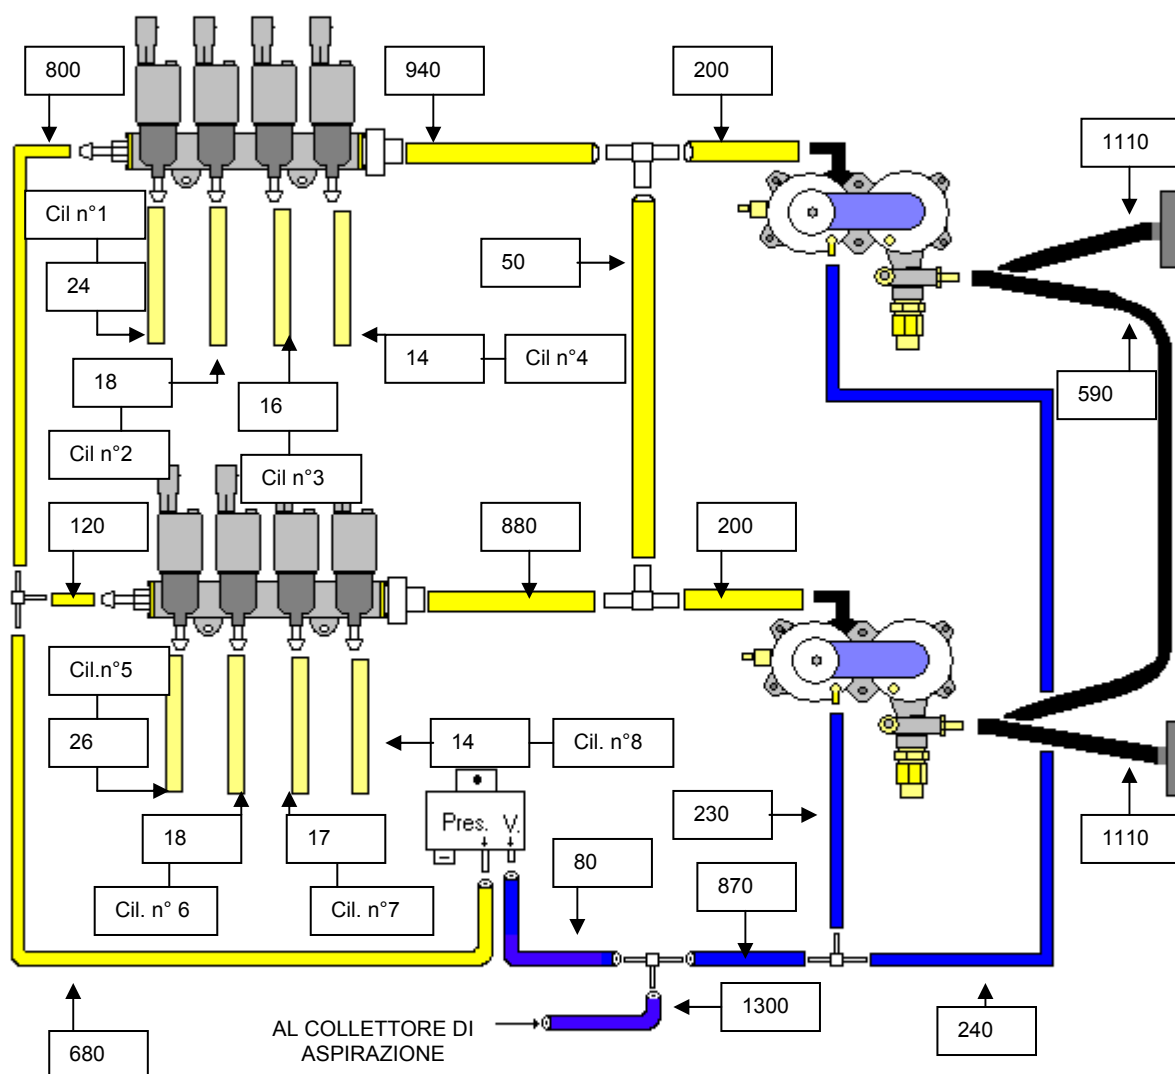 800
940
200
1110
Cil n°1
24
50
18
14
Cil n°4
16
590
Cil n°2
Cil n°3
120
880
200
Cil.n°5
26
14
Cil. n°8
Pres. V.
18
17
230
1110
80
870
Cil. n° 6
Cil. n°7
1300
240
680
AL COLLETTORE DI
ASPIRAZIONE